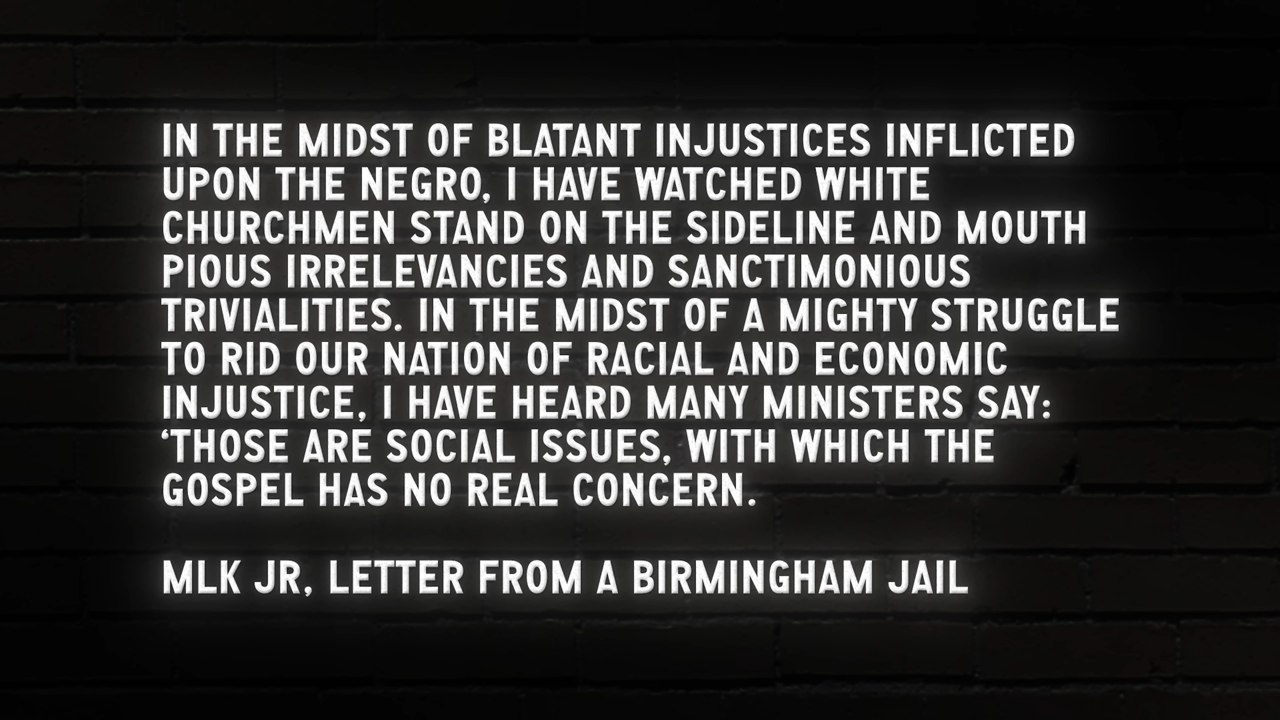 IN THE MIDST OF BLATANT INJUSTICES INFLICTED
UPON THE NEGRO, I HAVE WATCHED WHITE
CHURCHMEN STAND ON THE SIDELINE AND MOUTH
PIOUS IRRELEVANCIES AND SANCTIMONIOUS
TRIVIALITIES. IN THE MIDST OF A MIGHTY STRUGGLE
TO RID OUR NATION OF RACIAL AND ECONOMIC
INJUSTICE, I HAVE HEARD MANY MINISTERS SAY:
‘THOSE ARE SOCIAL ISSUES, WITH WHICH THE
GOSPEL HAS NO REAL CONCERN.
MLK JR, LETTER FROM A BIRMINGHAM JAIL